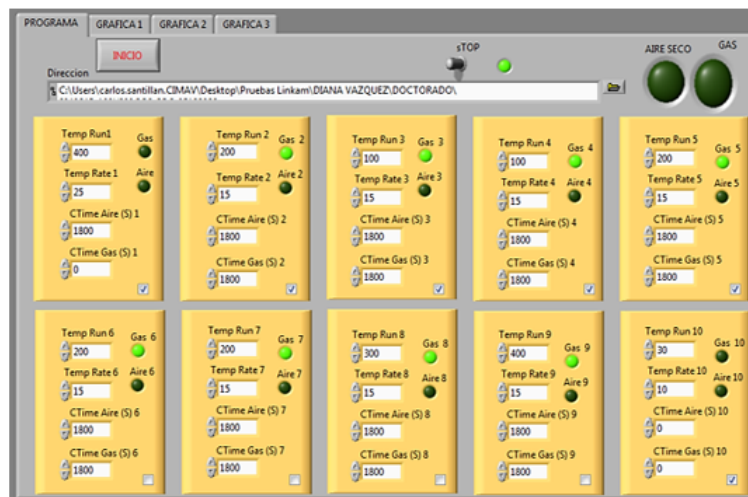 PROGRAMA GRAFICA 1 GRAFICA 2 GRAFICA 3
INICIO
sTOP
AIRE SECO
GAS
Direccion
C:\Users\carlos.santillan.CIMAV\Desktop\Pruebas Linkam\DIANA VAZQUEZ\DOCTORADO\
Temp Run1
Gas
400
Temp Rate 1
Aire
25
CTime Aire (S) 1
1800
CTime Gas (S) 1
0
Temp Run 2
Gas 2
200
Temp Rate 2
Aire 2
15
CTime Aire (S) 2
1800
CTime Gas (S) 2
1800
Temp Run 3
Gas 3
100
Temp Rate 3
Aire 3
15
CTime Aire (S) 3
1800
CTime Gas (S) 3
1800
Temp Run 4
Gas 4
100
Temp Rate 4
Aire 4
15
CTime Aire (S) 4
1800
CTime Gas (S) 4
1800
Temp Run 5
Gas 5
200
Temp Rate 5
Aire 5
15
CTime Aire (S) 5
1800
CTime Gas (S) 5
1800
Temp Run 6
Gas 6
200
Temp Rate 6
Aire 6
15
CTime Aire (S) 6
1800
CTime Gas (S) 6
1800
Temp Run 7
Gas 7
200
Temp Rate 7
Aire 7
15
CTime Aire (S) 7
1800
CTime Gas (S) 7
1800
Temp Run 8
Gas 8
300
Temp Rate 8
Aire 8
15
CTime Aire (S) 8
1800
CTime Gas (S) 8
1800
Temp Run 9
Gas 9
400
Temp Rate 9
Aire 9
15
CTime Aire (S) 9
1800
CTime Gas (S) 9
1800
Temp Run 10
Gas 10
30
Temp Rate 10
Aire 10
10
CTime Aire (S) 10
0
CTime Gas (S) 10
0